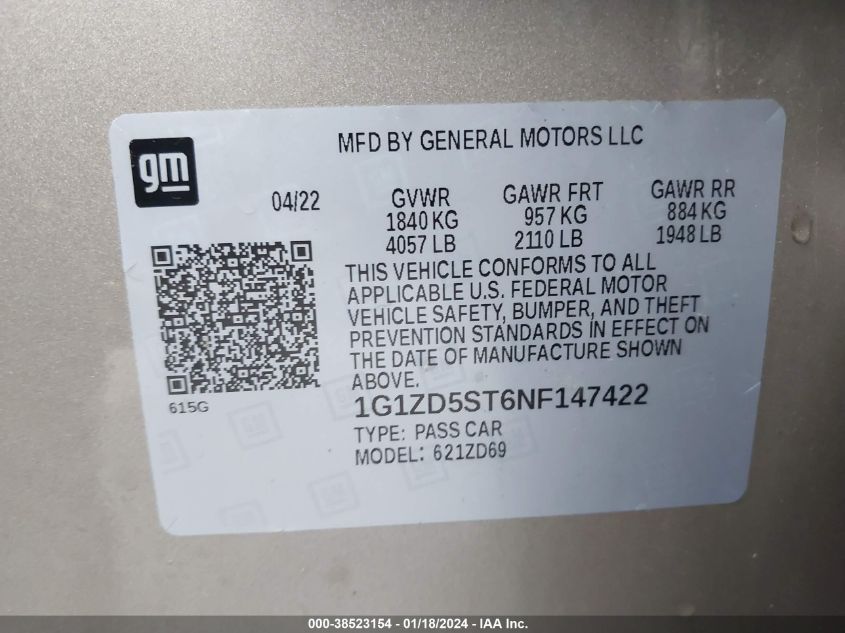 MFD BY GENERAL MOTORS LLC
gm
04/22
GVWR GAWR FRT GAWR RR
1840 KG 957 KG 884 KG
4057 LB 2110 LB 1948 LB
THIS VEHICLE CONFORMS TO ALL
APPLICABLE U.S. FEDERAL MOTOR
VEHICLE SAFETY, BUMPER, AND THEFT
PREVENTION STANDARDS IN EFFECT ON
THE DATE OF MANUFACTURE SHOWN
ABOVE.
615G
1G1ZD5ST6NF147422
TYPE: PASS CAR
MODEL: 621ZD69
000-38523154 - 01/18/2024 - IAA Inc.